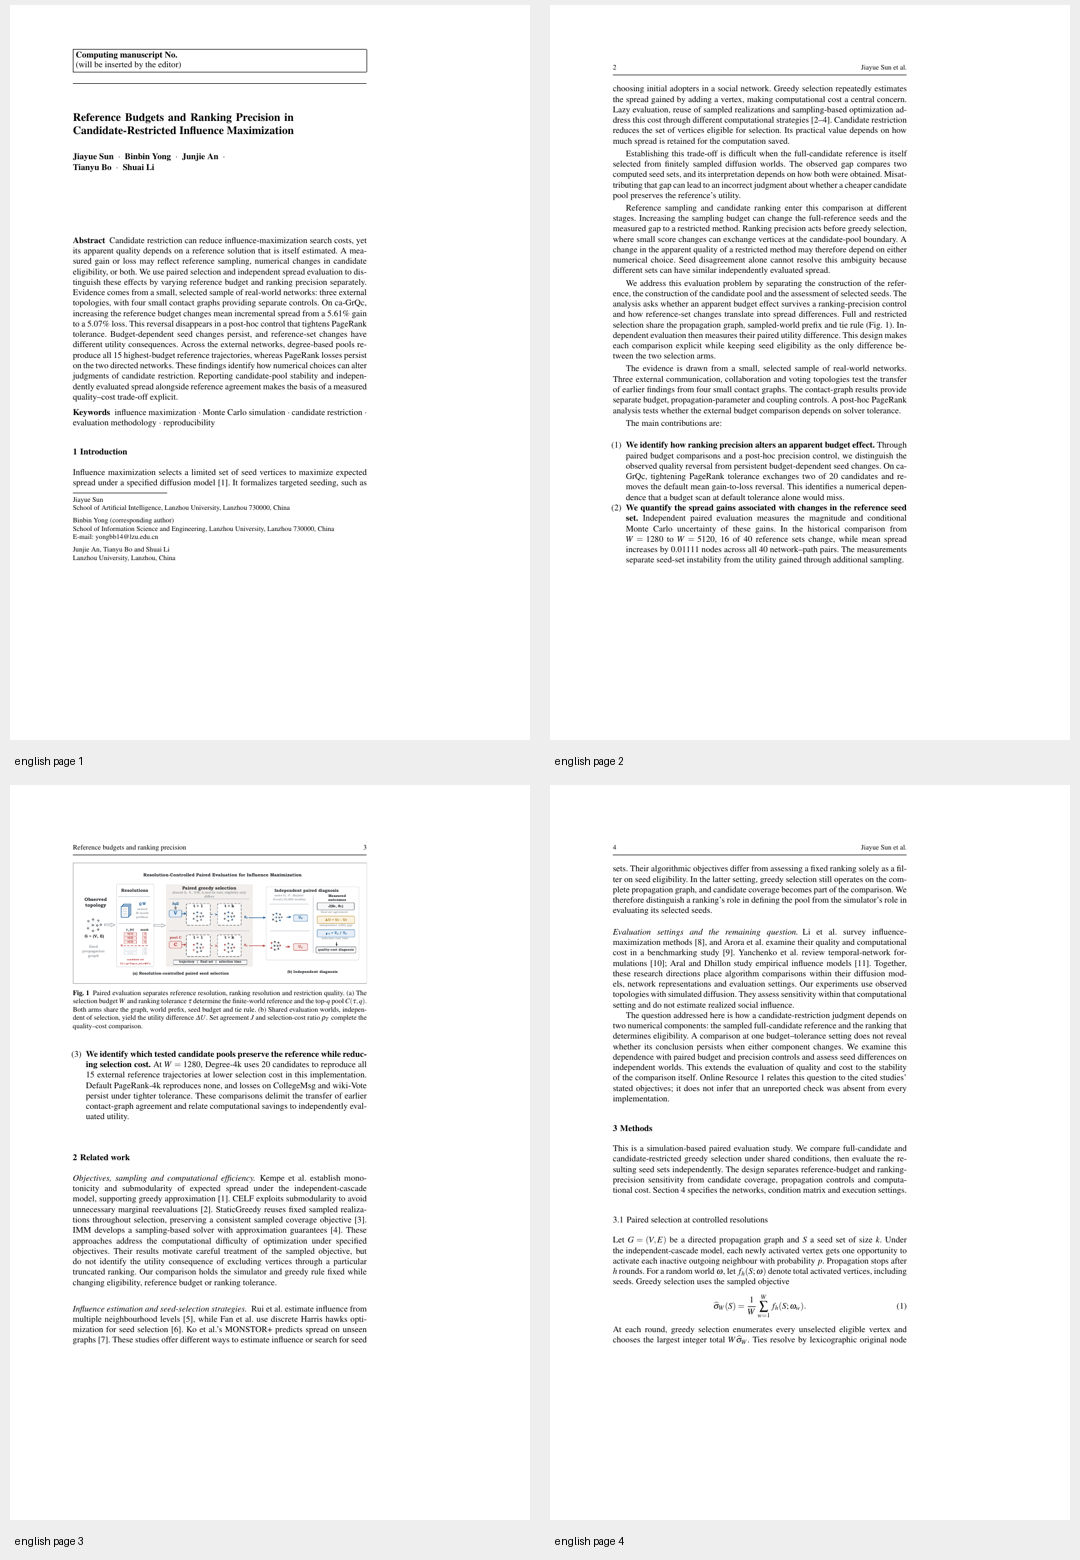 Computing manuscript No.
(will be inserted by the editor)
Reference Budgets and Ranking Precision in
Candidate-Restricted Influence Maximization
Jiayue Sun · Binbin Yong · Junjie An ·
Tianyu Bo · Shuai Li
Abstract Candidate restriction can reduce influence-maximization search costs, yet
its apparent quality depends on a reference solution that is itself estimated. A mea-
sured gain or loss may reflect reference sampling, numerical changes in candidate
eligibility, or both. We use paired selection and independent spread evaluation to dis-
tinguish these effects by varying reference budget and ranking precision separately.
Evidence comes from a small, selected sample of real-world networks: three external
topologies, with four small contact graphs providing separate controls. On ca-GrQc,
increasing the reference budget changes mean incremental spread from a 5.61% gain
to a 5.07% loss. This reversal disappears in a post-hoc control that tightens PageRank
tolerance. Budget-dependent seed changes persist, and reference-set changes have
different utility consequences. Across the external networks, degree-based pools re-
produce all 15 highest-budget reference trajectories, whereas PageRank losses persist
on the two directed networks. These findings identify how numerical choices can alter
judgments of candidate restriction. Reporting candidate-pool stability and indepen-
dently evaluated spread alongside reference agreement makes the basis of a measured
quality–cost trade-off explicit.
Keywords influence maximization · Monte Carlo simulation · candidate restriction ·
evaluation methodology · reproducibility
1 Introduction
Influence maximization selects a limited set of seed vertices to maximize expected
spread under a specified diffusion model [1]. It formalizes targeted seeding, such as
Jiayue Sun
School of Artificial Intelligence, Lanzhou University, Lanzhou 730000, China
Binbin Yong (corresponding author)
School of Information Science and Engineering, Lanzhou University, Lanzhou 730000, China
E-mail: yongbb14@lzu.edu.cn
Junjie An, Tianyu Bo and Shuai Li
Lanzhou University, Lanzhou, China
english page 1
2 Jiayue Sun et al.
choosing initial adopters in a social network. Greedy selection repeatedly estimates
the spread gained by adding a vertex, making computational cost a central concern.
Lazy evaluation, reuse of sampled realizations and sampling-based optimization ad-
dress this cost through different computational strategies [2–4]. Candidate restriction
reduces the set of vertices eligible for selection. Its practical value depends on how
much spread is retained for the computation saved.
Establishing this trade-off is difficult when the full-candidate reference is itself
selected from finitely sampled diffusion worlds. The observed gap compares two
computed seed sets, and its interpretation depends on how both were obtained. Misat-
tributing that gap can lead to an incorrect judgment about whether a cheaper candidate
pool preserves the reference's utility.
Reference sampling and candidate ranking enter this comparison at different
stages. Increasing the sampling budget can change the full-reference seeds and the
measured gap to a restricted method. Ranking precision acts before greedy selection,
where small score changes can exchange vertices at the candidate-pool boundary. A
change in the apparent quality of a restricted method may therefore depend on either
numerical choice. Seed disagreement alone cannot resolve this ambiguity because
different sets can have similar independently evaluated spread.
We address this evaluation problem by separating the construction of the refer-
ence, the construction of the candidate pool and the assessment of selected seeds. The
analysis asks whether an apparent budget effect survives a ranking-precision control
and how reference-set changes translate into spread differences. Full and restricted
selection share the propagation graph, sampled-world prefix and tie rule (Fig. 1). In-
dependent evaluation then measures their paired utility difference. This design makes
each comparison explicit while keeping seed eligibility as the only difference be-
tween the two selection arms.
The evidence is drawn from a small, selected sample of real-world networks.
Three external communication, collaboration and voting topologies test the transfer
of earlier findings from four small contact graphs. The contact-graph results provide
separate budget, propagation-parameter and coupling controls. A post-hoc PageRank
analysis tests whether the external budget comparison depends on solver tolerance.
The main contributions are:
(1) We identify how ranking precision alters an apparent budget effect. Through
paired budget comparisons and a post-hoc precision control, we distinguish the
observed quality reversal from persistent budget-dependent seed changes. On ca-
GrQc, tightening PageRank tolerance exchanges two of 20 candidates and re-
moves the default mean gain-to-loss reversal. This identifies a numerical depen-
dence that a budget scan at default tolerance alone would miss.
(2) We quantify the spread gains associated with changes in the reference seed
set. Independent paired evaluation measures the magnitude and conditional
Monte Carlo uncertainty of these gains. In the historical comparison from
W = 1280 to W = 5120, 16 of 40 reference sets change, while mean spread
increases by 0.01111 nodes across all 40 network–path pairs. The measurements
separate seed-set instability from the utility gained through additional sampling.
english page 2
Reference budgets and ranking precision 3
Resolution-Controlled Paired Evaluation for Influence Maximization
Resolutions
Paired greedy selection
Independent paired diagnosis
Observed
topology
G = (V, E)
Measured
outcomes
quality-cost diagnosis
(a) Resolution-controlled paired seed selection
(b) Independent diagnosis
Fig. 1 Paired evaluation separates reference resolution, ranking resolution and restriction quality. (a) The
selection budget W and ranking tolerance τ determine the finite-world reference and the top-q pool C(τ,q).
Both arms share the graph, world prefix, seed budget and tie rule. (b) Shared evaluation worlds, indepen-
dent of selection, yield the utility difference ΔU. Set agreement J and selection-cost ratio ρT complete the
quality–cost comparison.
(3) We identify which tested candidate pools preserve the reference while reduc-
ing selection cost. At W = 1280, Degree-4k uses 20 candidates to reproduce all
15 external reference trajectories at lower selection cost in this implementation.
Default PageRank-4k reproduces none, and losses on CollegeMsg and wiki-Vote
persist under tighter tolerance. These comparisons delimit the transfer of earlier
contact-graph agreement and relate computational savings to independently eval-
uated utility.
2 Related work
Objectives, sampling and computational efficiency. Kempe et al. establish mono-
tonicity and submodularity of expected spread under the independent-cascade
model, supporting greedy approximation [1]. CELF exploits submodularity to avoid
unnecessary marginal reevaluations [2]. StaticGreedy reuses fixed sampled realiza-
tions throughout selection, preserving a consistent sampled coverage objective [3].
IMM develops a sampling-based solver with approximation guarantees [4]. These
approaches address the computational difficulty of optimization under specified
objectives. Their results motivate careful treatment of the sampled objective, but
do not identify the utility consequence of excluding vertices through a particular
truncated ranking. Our comparison holds the simulator and greedy rule fixed while
changing eligibility, reference budget or ranking tolerance.
Influence estimation and seed-selection strategies. Rui et al. estimate influence from
multiple neighbourhood levels [5], while Fan et al. use discrete Harris hawks opti-
mization for seed selection [6]. Ko et al.'s MONSTOR+ predicts spread on unseen
graphs [7]. These studies offer different ways to estimate influence or search for seed
english page 3
4 Jiayue Sun et al.
sets. Their algorithmic objectives differ from assessing a fixed ranking solely as a fil-
ter on seed eligibility. In the latter setting, greedy selection still operates on the com-
plete propagation graph, and candidate coverage becomes part of the comparison. We
therefore distinguish a ranking's role in defining the pool from the simulator's role in
evaluating its selected seeds.
Evaluation settings and the remaining question. Li et al. survey influence-
maximization methods [8], and Arora et al. examine their quality and computational
cost in a benchmarking study [9]. Yanchenko et al. review temporal-network for-
mulations [10]; Aral and Dhillon study empirical influence models [11]. Together,
these research directions place algorithm comparisons within their diffusion mod-
els, network representations and evaluation settings. Our experiments use observed
topologies with simulated diffusion. They assess sensitivity within that computational
setting and do not estimate realized social influence.
The question addressed here is how a candidate-restriction judgment depends on
two numerical components: the sampled full-candidate reference and the ranking that
determines eligibility. A comparison at one budget–tolerance setting does not reveal
whether its conclusion persists when either component changes. We examine this
dependence with paired budget and precision controls and assess seed differences on
independent worlds. This extends the evaluation of quality and cost to the stability
of the comparison itself. Online Resource 1 relates this question to the cited studies'
stated objectives; it does not infer that an unreported check was absent from every
implementation.
3 Methods
This is a simulation-based paired evaluation study. We compare full-candidate and
candidate-restricted greedy selection under shared conditions, then evaluate the re-
sulting seed sets independently. The design separates reference-budget and ranking-
precision sensitivity from candidate coverage, propagation controls and computa-
tional cost. Section 4 specifies the networks, condition matrix and execution settings.
3.1 Paired selection at controlled resolutions
Let G = (V,E) be a directed propagation graph and S a seed set of size k. Under
the independent-cascade model, each newly activated vertex gets one opportunity to
activate each inactive outgoing neighbour with probability p. Propagation stops after
h rounds. For a random world ω, let fh(S;ω) denote total activated vertices, including
seeds. Greedy selection uses the sampled objective
σ̂W(S) = 1/W ∑ w=1 W fh(S;ωw). (1)
At each round, greedy selection enumerates every unselected eligible vertex and
chooses the largest integer total Wσ̂W. Ties resolve by lexicographic original node
english page 4